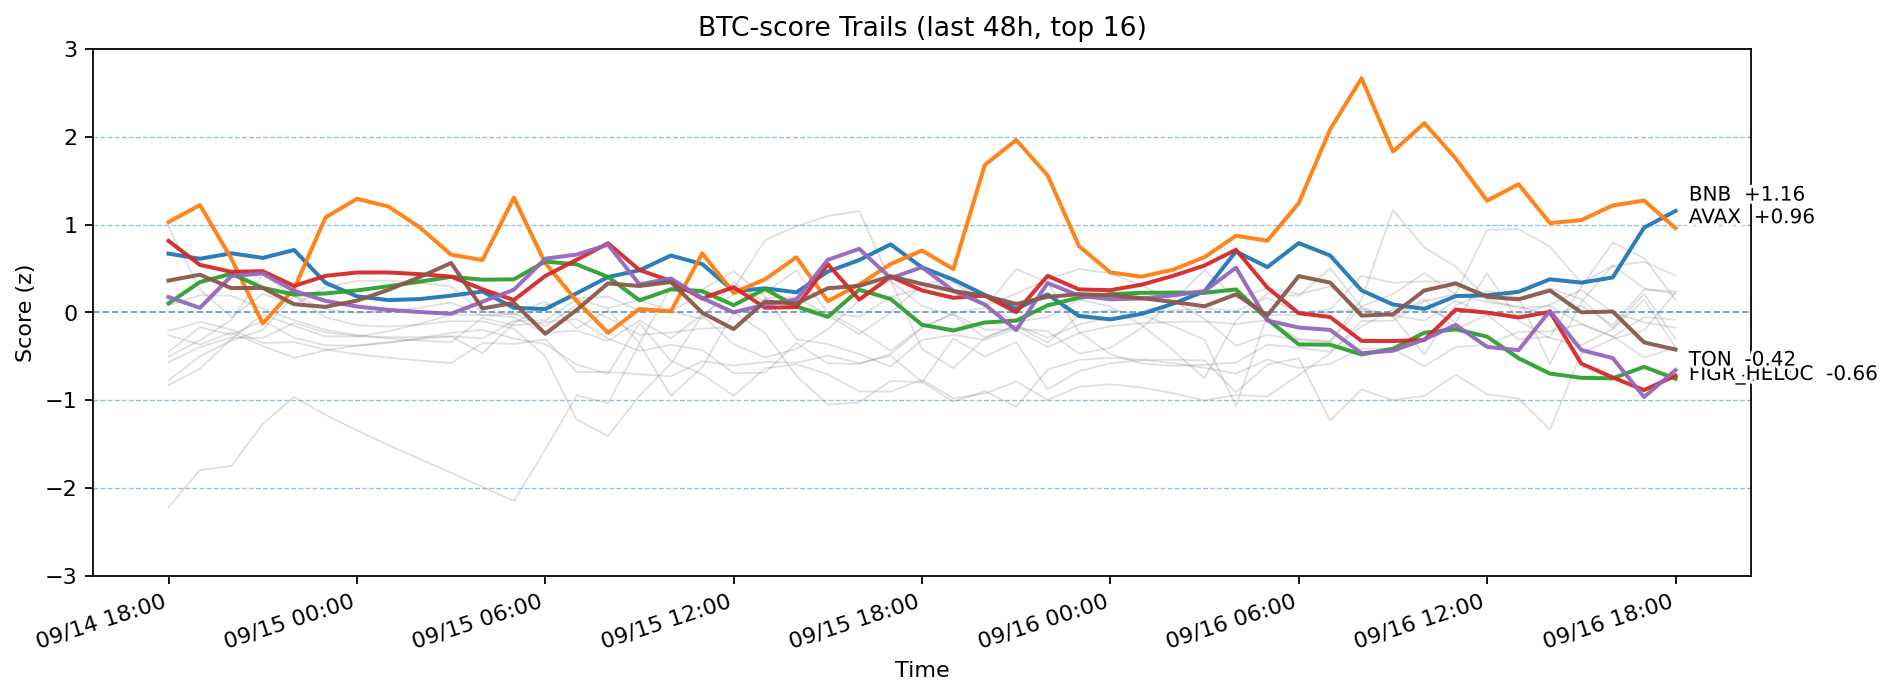 BTC-score Trails (last 48h, top 16)
Score (z)
3
2
1
0
−1
−2
−3
BNB +1.16
AVAX +0.96
TON -0.42
FIGR_HELOC -0.66
09/14 18:00
09/15 00:00
09/15 06:00
09/15 12:00
09/15 18:00
09/16 00:00
09/16 06:00
09/16 12:00
09/16 18:00
Time